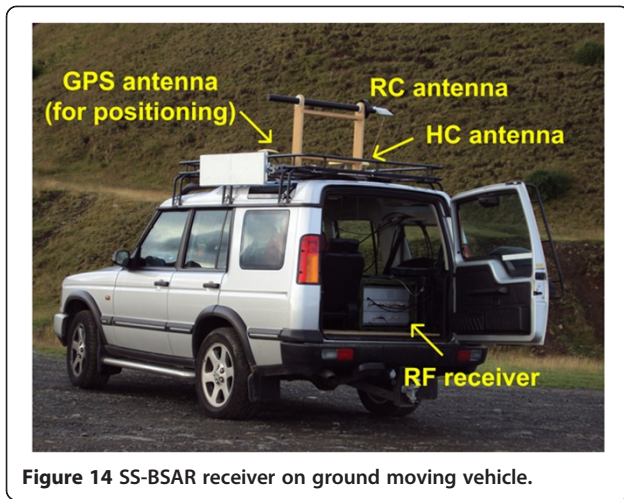 GPS antenna
(for positioning)
RC antenna
HC antenna
RF receiver
Figure 14 SS-BSAR receiver on ground moving vehicle.